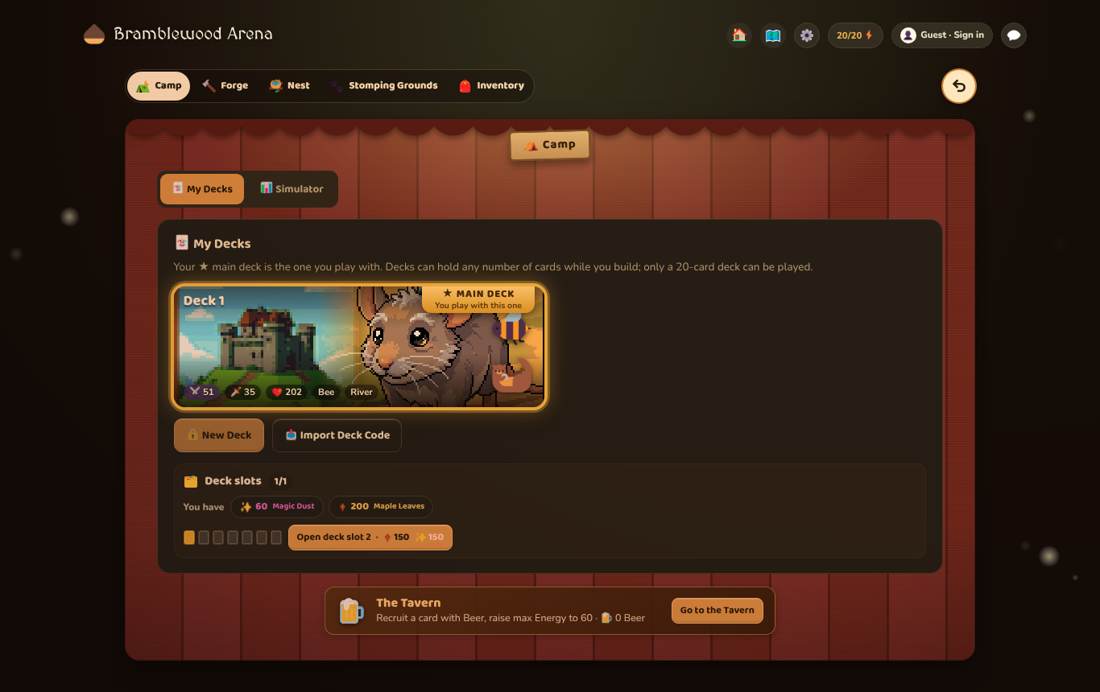 Bramblewood Arena
20/20
Guest · Sign in
Camp
Forge
Nest
Stomping Grounds
Inventory
Camp
My Decks
Simulator
My Decks
Your ★ main deck is the one you play with. Decks can hold any number of cards while you build; only a 20-card deck can be played.
Deck 1
★ MAIN DECK
You play with this one
51
35
202
Bee
River
New Deck
Import Deck Code
Deck slots 1/1
You have
60 Magic Dust
200 Maple Leaves
Open deck slot 2 · 150 150
The Tavern
Recruit a card with Beer, raise max Energy to 60 · 0 Beer
Go to the Tavern